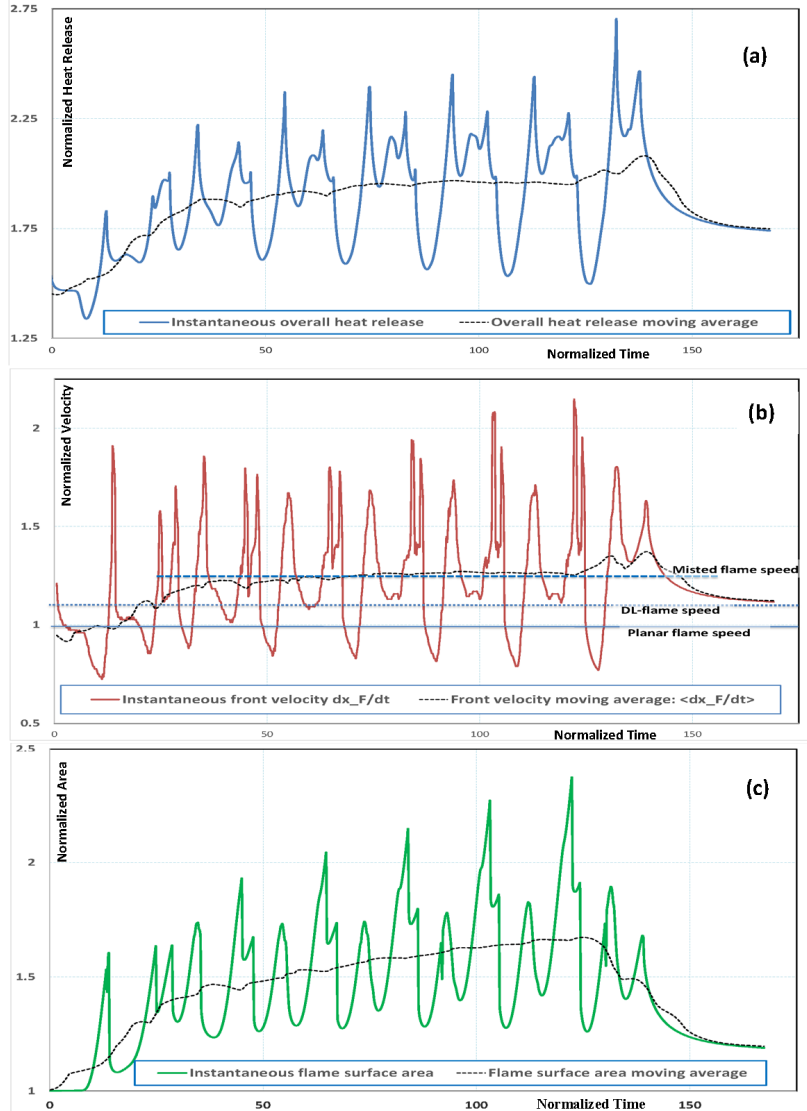 2.75
(a)
Normalized Heat Release
2.25
1.75
Instantaneous overall heat release
Overall heat release moving average
1.25
0
50
100
150
Normalized Time
2
(b)
Normalized Velocity
1.5
Misted flame speed
1
DL-flame speed
Planar flame speed
Instantaneous front velocity dx_F/dt
Front velocity moving average: <dx_F/dt>
0.5
0
50
100
150
Normalized Time
2.5
(c)
Normalized Area
2
1.5
Instantaneous flame surface area
Flame surface area moving average
1
0
50
100
150
Normalized Time